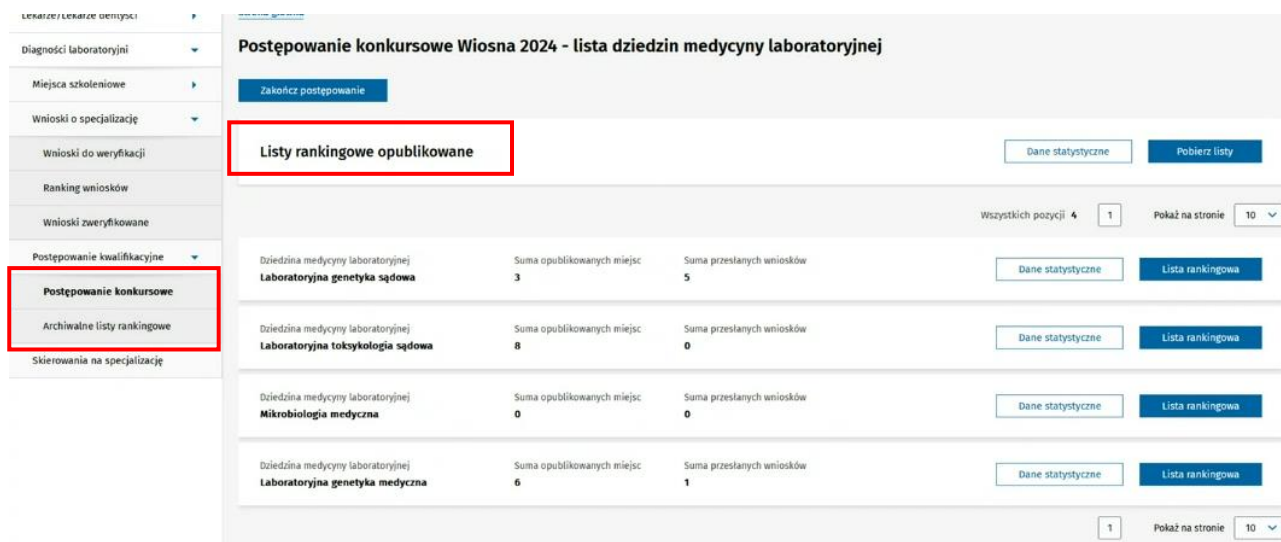 Lekarze/Lekarze dentyści
Strona główna
Diagności laboratoryjni
Miejsca szkoleniowe
Wnioski o specjalizację
Wnioski do weryfikacji
Ranking wniosków
Wnioski zweryfikowane
Postępowanie kwalifikacyjne
Postępowanie konkursowe
Archiwalne listy rankingowe
Skierowania na specjalizację
Postępowanie konkursowe Wiosna 2024 - lista dziedzin medycyny laboratoryjnej
Zakończ postępowanie
Listy rankingowe opublikowane
Dane statystyczne Pobierz listy
Wszystkich pozycji 4 1 Pokaż na stronie 10
Dziedzina medycyny laboratoryjnej Suma opublikowanych miejsc Suma przesłanych wniosków
Laboratoryjna genetyka sądowa 3 5
Dane statystyczne Lista rankingowa
Dziedzina medycyny laboratoryjnej Suma opublikowanych miejsc Suma przesłanych wniosków
Laboratoryjna toksykologia sądowa 8 0
Dane statystyczne Lista rankingowa
Dziedzina medycyny laboratoryjnej Suma opublikowanych miejsc Suma przesłanych wniosków
Mikrobiologia medyczna 0 0
Dane statystyczne Lista rankingowa
Dziedzina medycyny laboratoryjnej Suma opublikowanych miejsc Suma przesłanych wniosków
Laboratoryjna genetyka medyczna 6 1
Dane statystyczne Lista rankingowa
1 Pokaż na stronie 10